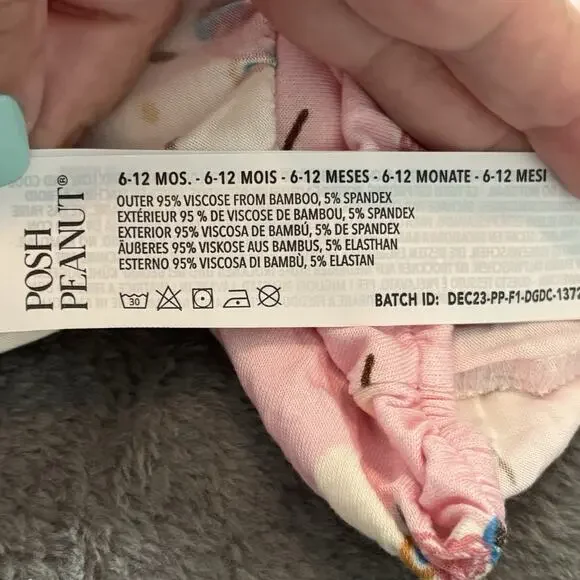 POSH
PEANUT®
6-12 MOS. - 6-12 MOIS - 6-12 MESES - 6-12 MONATE - 6-12 MESI
OUTER 95% VISCOSE FROM BAMBOO, 5% SPANDEX
EXTÉRIEUR 95 % DE VISCOSE DE BAMBOU, 5% SPANDEX
EXTERIOR 95% VISCOSA DE BAMBÚ, 5% DE SPANDEX
ÄUßERES 95% VISKOSE AUS BAMBUS, 5% ELASTHAN
ESTERNO 95% VISCOSA DI BAMBÙ, 5% ELASTAN
30
BATCH ID: DEC23-PP-F1-DGDC-1372